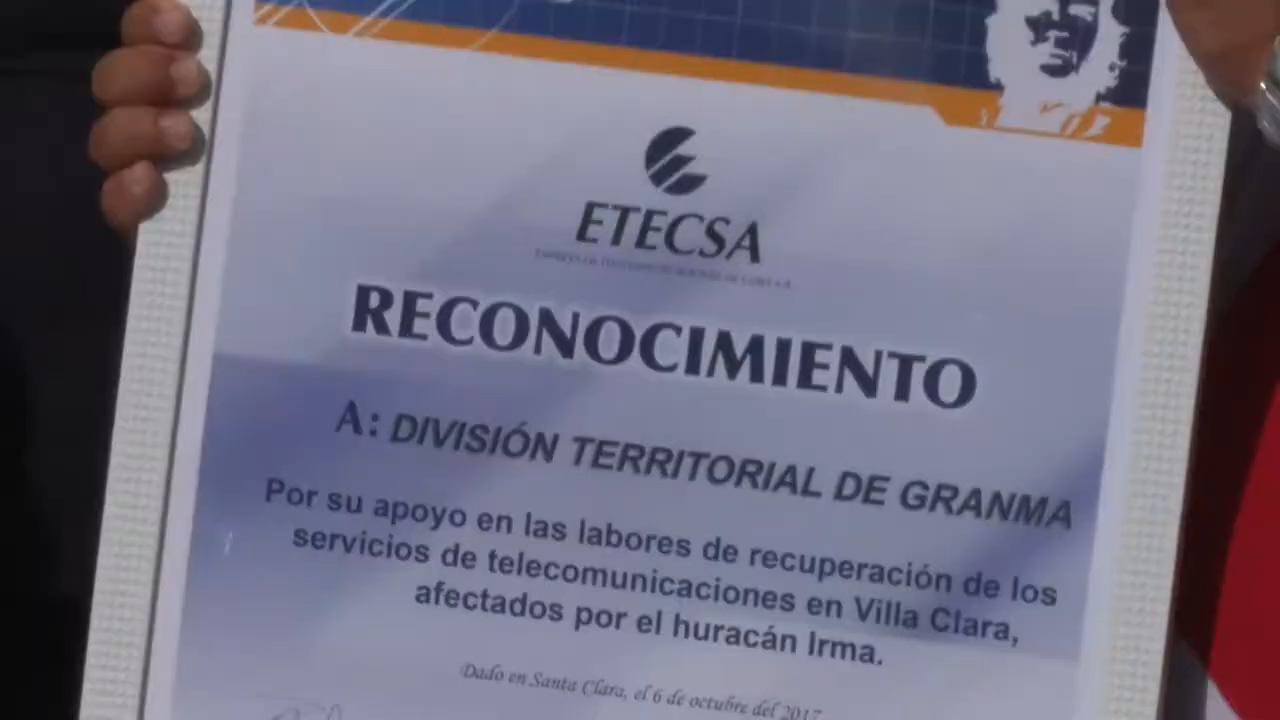 ETECSA
RECONOCIMIENTO
A: DIVISIÓN TERRITORIAL DE GRANMA
Por su apoyo en las labores de recuperación de los
servicios de telecomunicaciones en Villa Clara,
afectados por el huracán Irma.
Dado en Santa Clara, el 6 de octubre del 2017